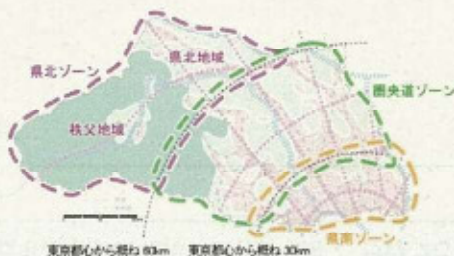 県北地域
県北ゾーン
圏央道ゾーン
秩父地域
県南ゾーン
東京都心から概ね 60km 東京都心から概ね 30km